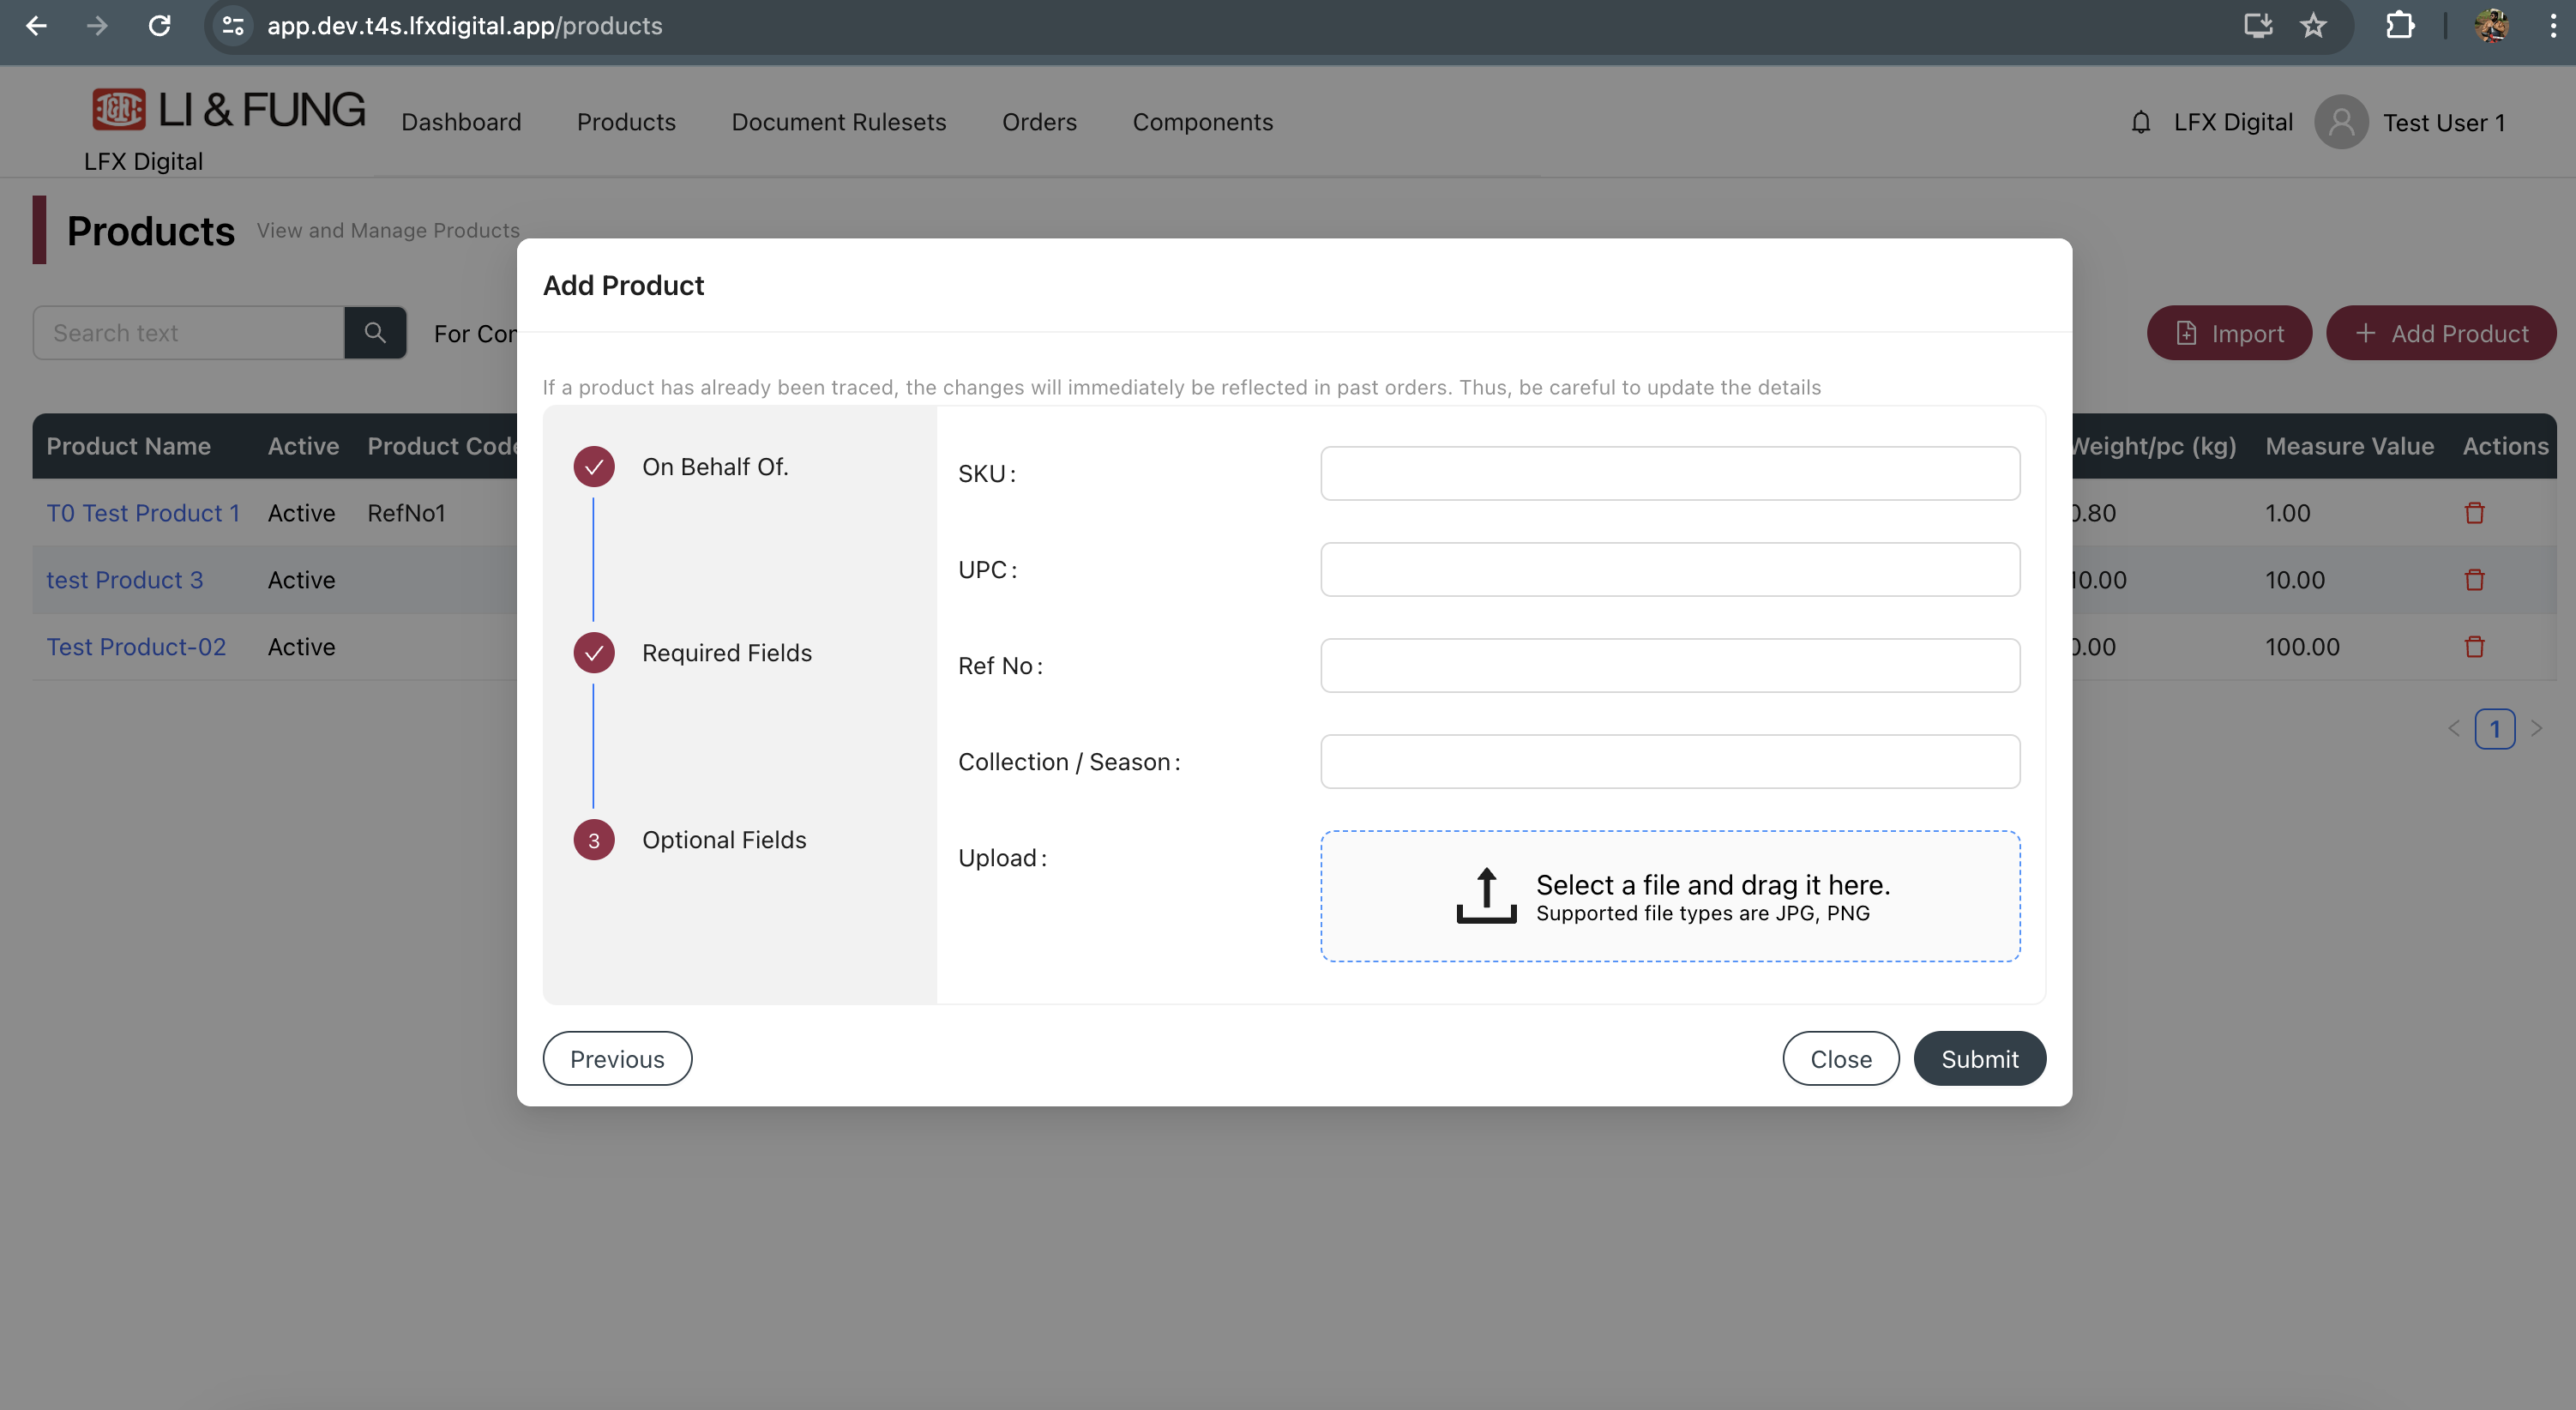 app.dev.t4s.lfxdigital.app/products
LI & FUNG
LFX Digital
Dashboard
Products
Document Rulesets
Orders
Components
LFX Digital
Test User 1
Products
View and Manage Products
Search text
For Con
Import
+ Add Product
Product Name
Active
Product Code
Weight/pc (kg)
Measure Value
Actions
T0 Test Product 1
Active
RefNo1
0.80
1.00
test Product 3
Active
10.00
10.00
Test Product-02
Active
0.00
100.00
< 1 >
Add Product
If a product has already been traced, the changes will immediately be reflected in past orders. Thus, be careful to update the details
On Behalf Of.
Required Fields
3 Optional Fields
SKU:
UPC:
Ref No:
Collection / Season:
Upload:
Select a file and drag it here.
Supported file types are JPG, PNG
Previous
Close
Submit